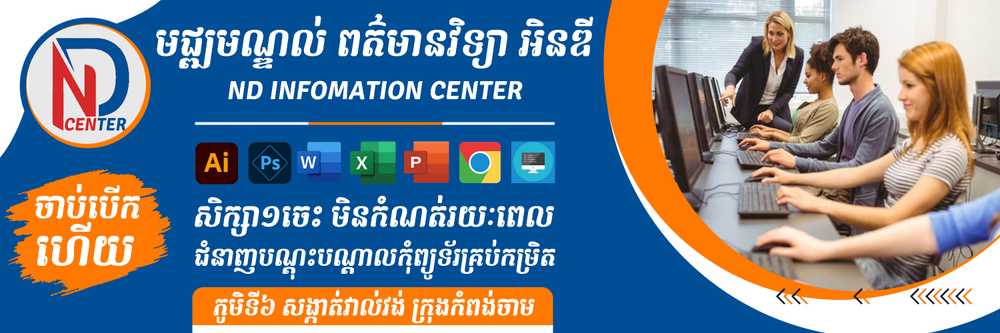 ND
CENTER
មជ្ឈមណ្ឌល់ ពត៌មានវិទ្យា អិនឌី
ND INFOMATION CENTER
Ai
Ps
W
X
P
ចាប់បើក
ហើយ
សិក្សា១ចេះ មិនកំណត់រយៈពេល
ជំនាញបណ្តុះបណ្តាលកុំព្យូទ័រគ្រប់កម្រិត
ភូមិទី៦ សង្កាត់វាល់វង់ ក្រុងកំពង់ចាម